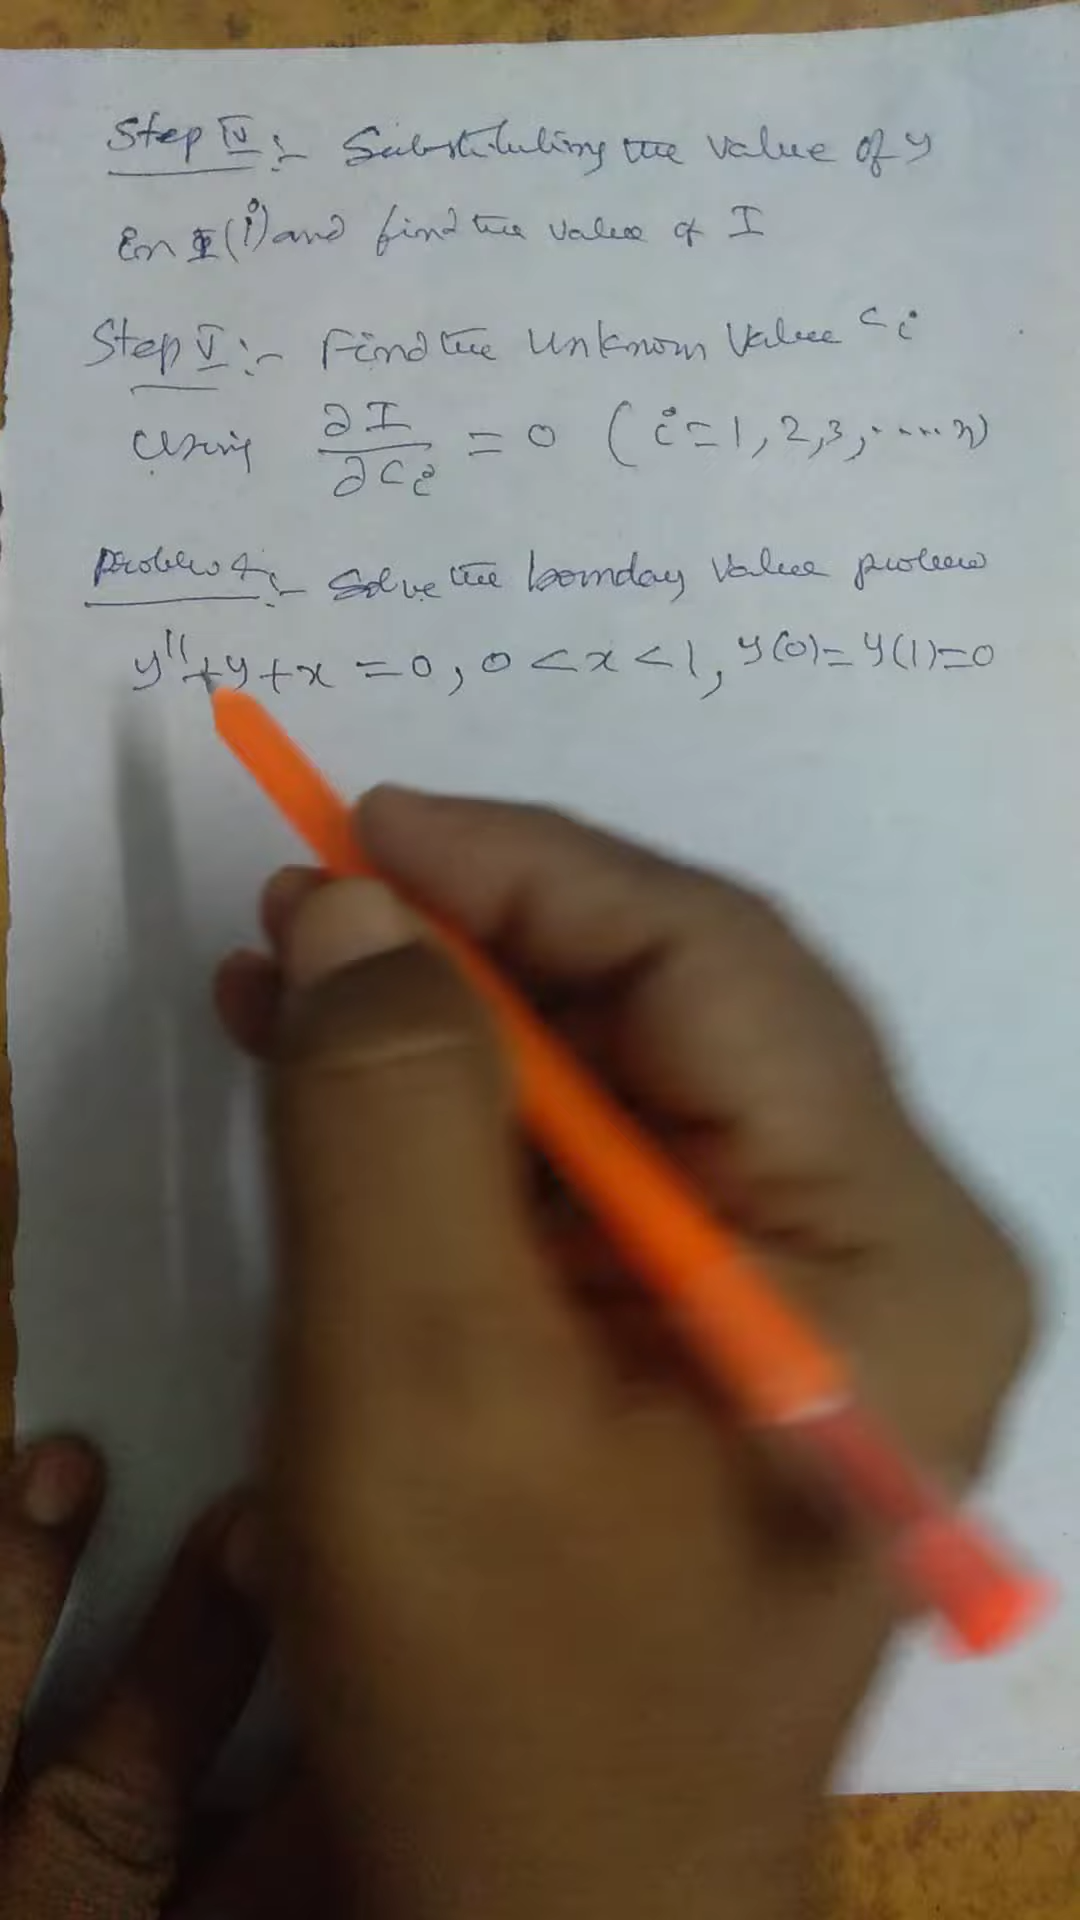 Step IV :- Substituting the value of y
in (i) and find the value of I
Step V :- Find the unknown value Ci
using ∂I/∂Ci = 0 (i=1,2,3,.....n)
Problem :- Solve the boundary value problem
y''+y+x=0, 0<x<1, y(0)=y(1)=0